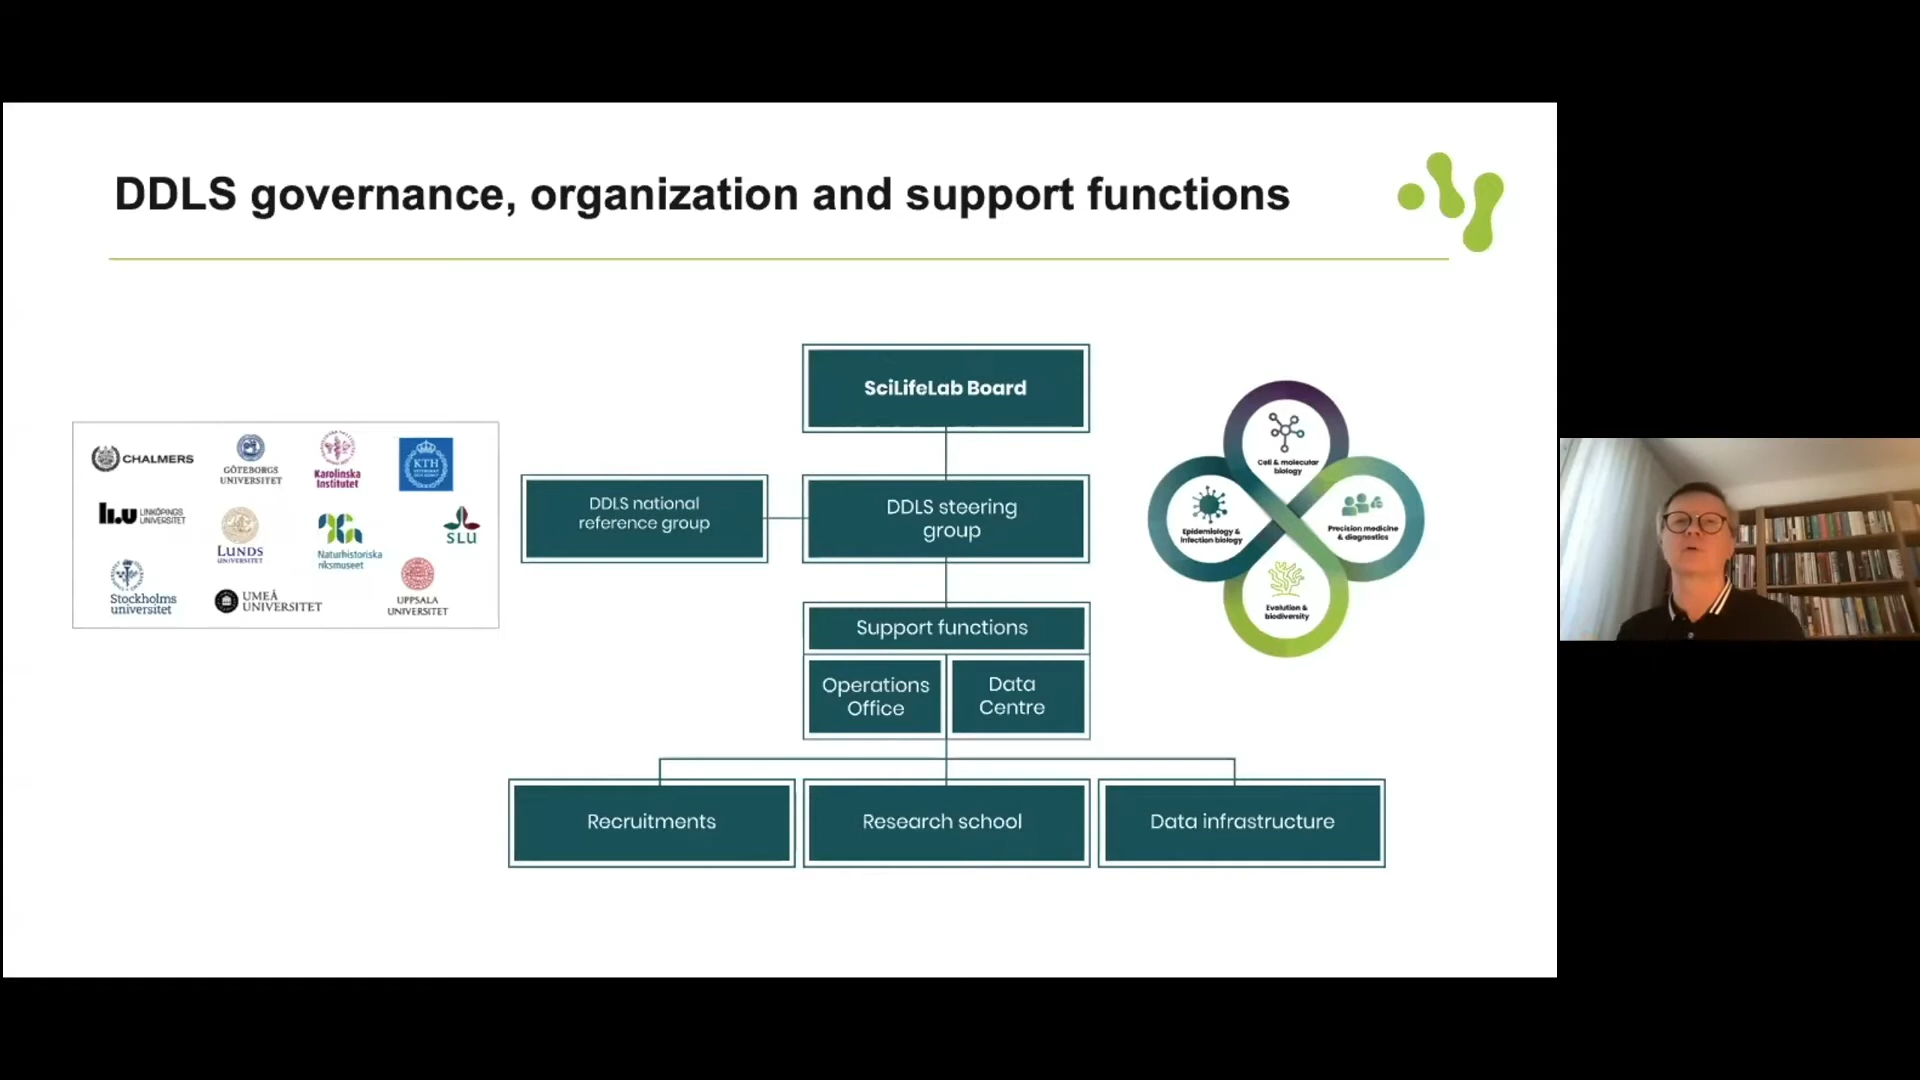 DDLS governance, organization and support functions
CHALMERS
GÖTEBORGS
UNIVERSITET
Karolinska
Institutet
KTH
LINKÖPINGS
UNIVERSITET
LUNDS
UNIVERSITET
Naturhistoriska
riksmuseet
SLU
Stockholms
universitet
UMEÅ
UNIVERSITET
UPPSALA
UNIVERSITET
SciLifeLab Board
DDLS national
reference group
DDLS steering
group
Support functions
Operations
Office
Data
Centre
Recruitments
Research school
Data infrastructure
Cell & molecular
biology
Epidemiology &
infection biology
Precision medicine
& diagnostics
Evolution &
biodiversity